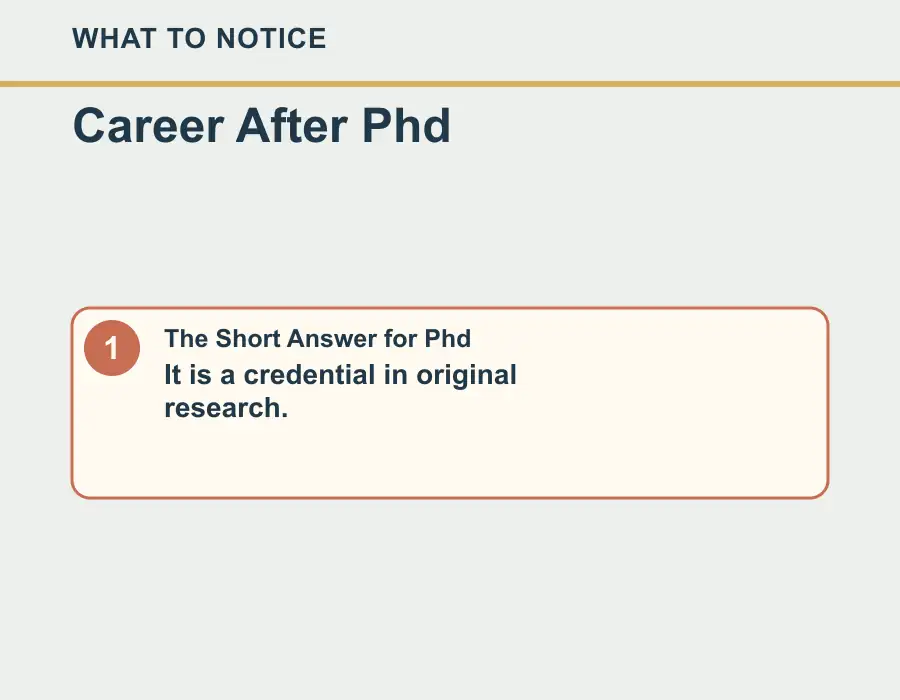 WHAT TO NOTICE
Career After Phd
1
The Short Answer for Phd
It is a credential in original
research.